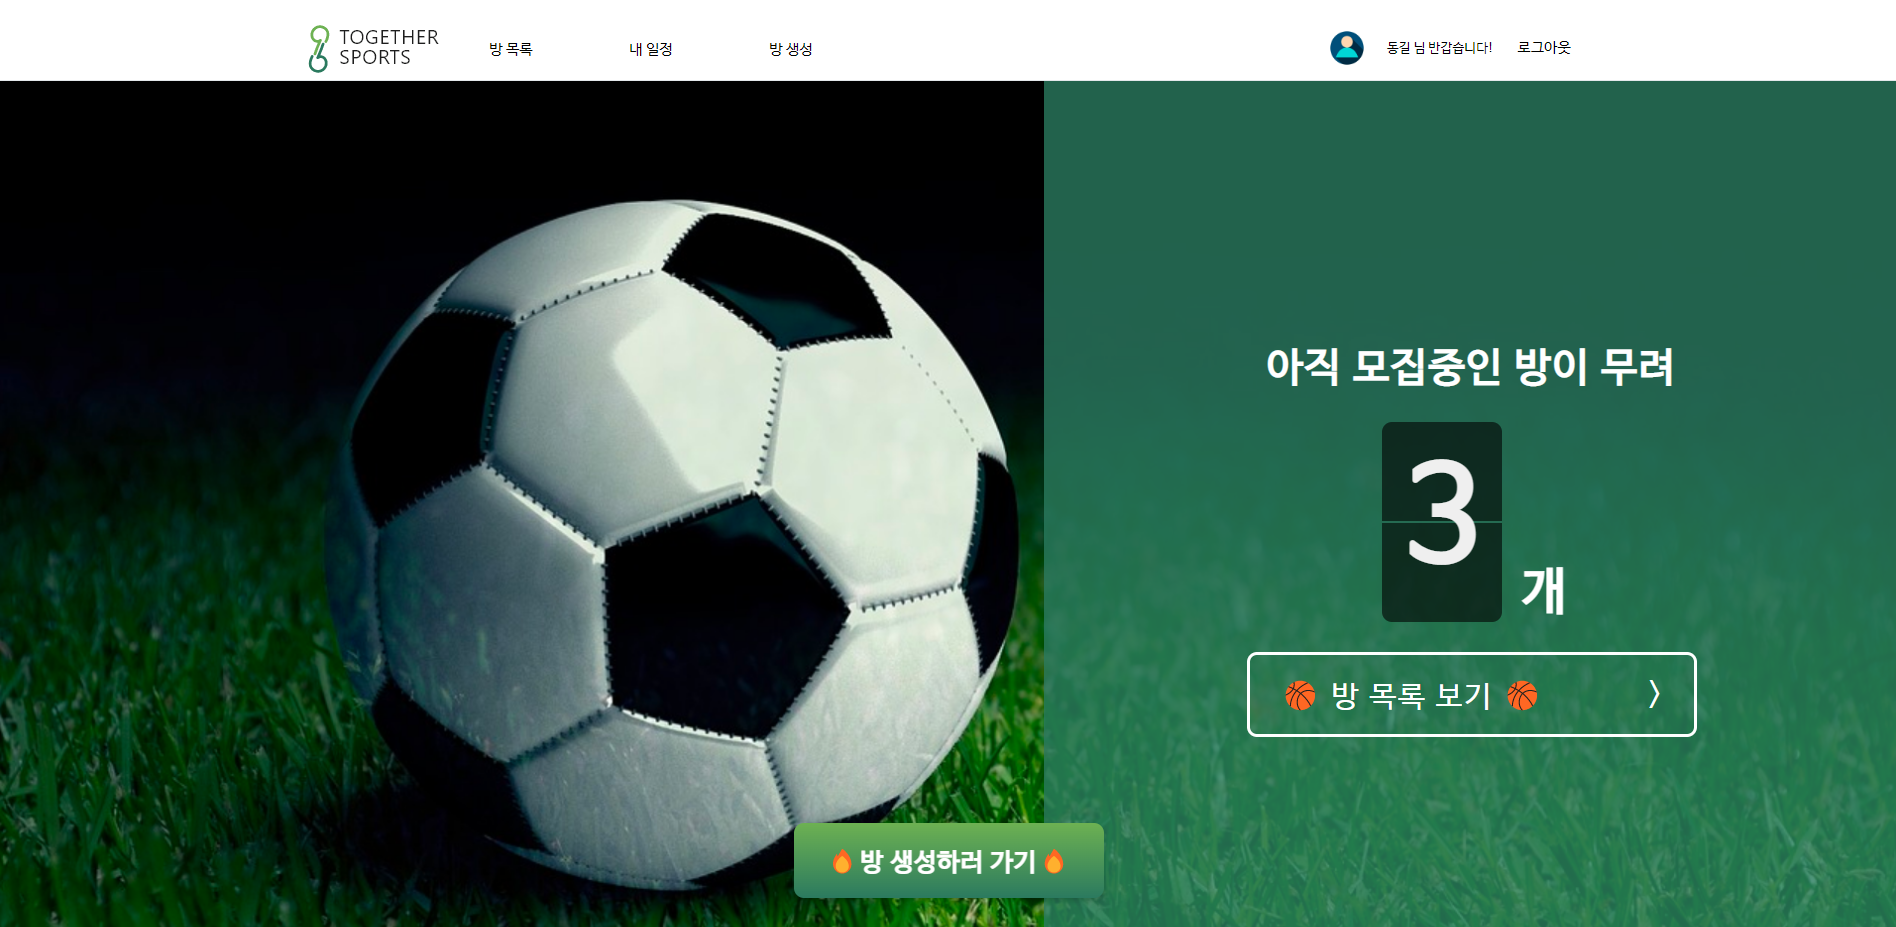 TOGETHER
SPORTS
방 목록
내 일정
방 생성
동길 님 반갑습니다!
로그아웃
아직 모집중인 방이 무려
3
개
🏀 방 목록 보기 🏀 〉
🔥방 생성하러 가기🔥